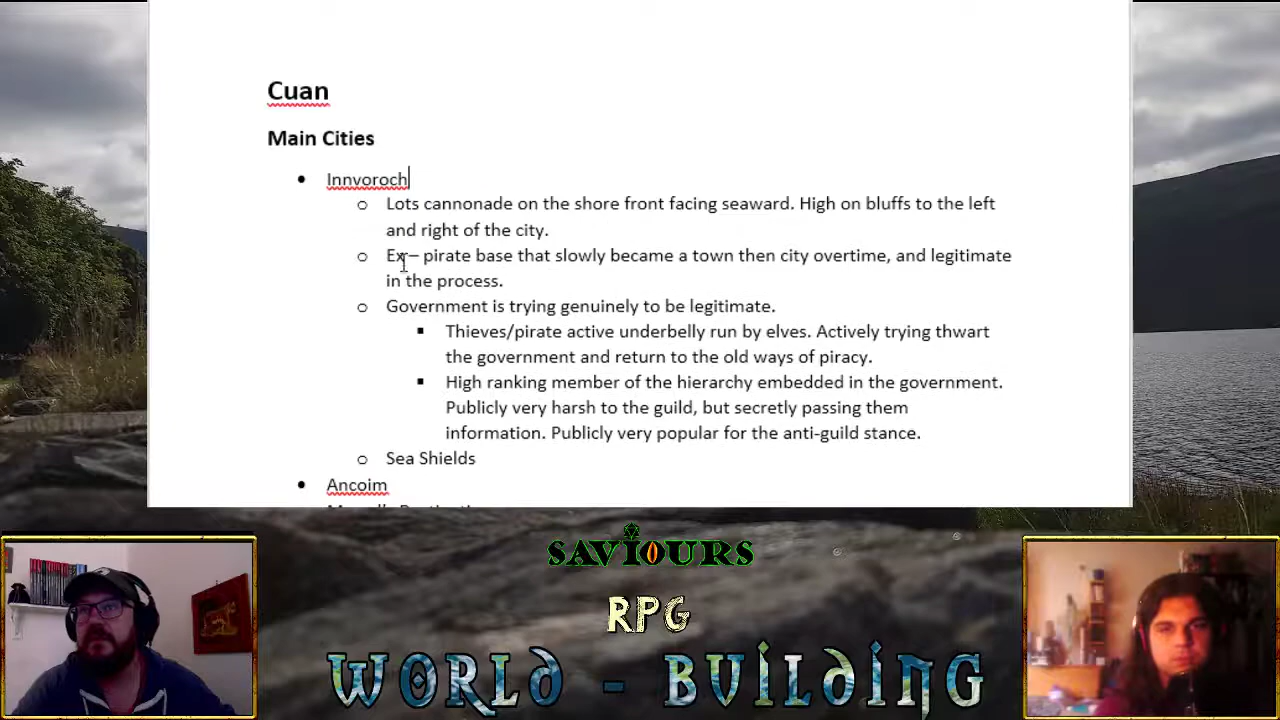 Cuan
Main Cities
• Innvoroch
o Lots cannonade on the shore front facing seaward. High on bluffs to the left
and right of the city.
o Ex – pirate base that slowly became a town then city overtime, and legitimate
in the process.
o Government is trying genuinely to be legitimate.
▪ Thieves/pirate active underbelly run by elves. Actively trying thwart
the government and return to the old ways of piracy.
▪ High ranking member of the hierarchy embedded in the government.
Publicly very harsh to the guild, but secretly passing them
information. Publicly very popular for the anti-guild stance.
o Sea Shields
• Ancoim
SAVIOURS
RPG
WORLD - BUILDING